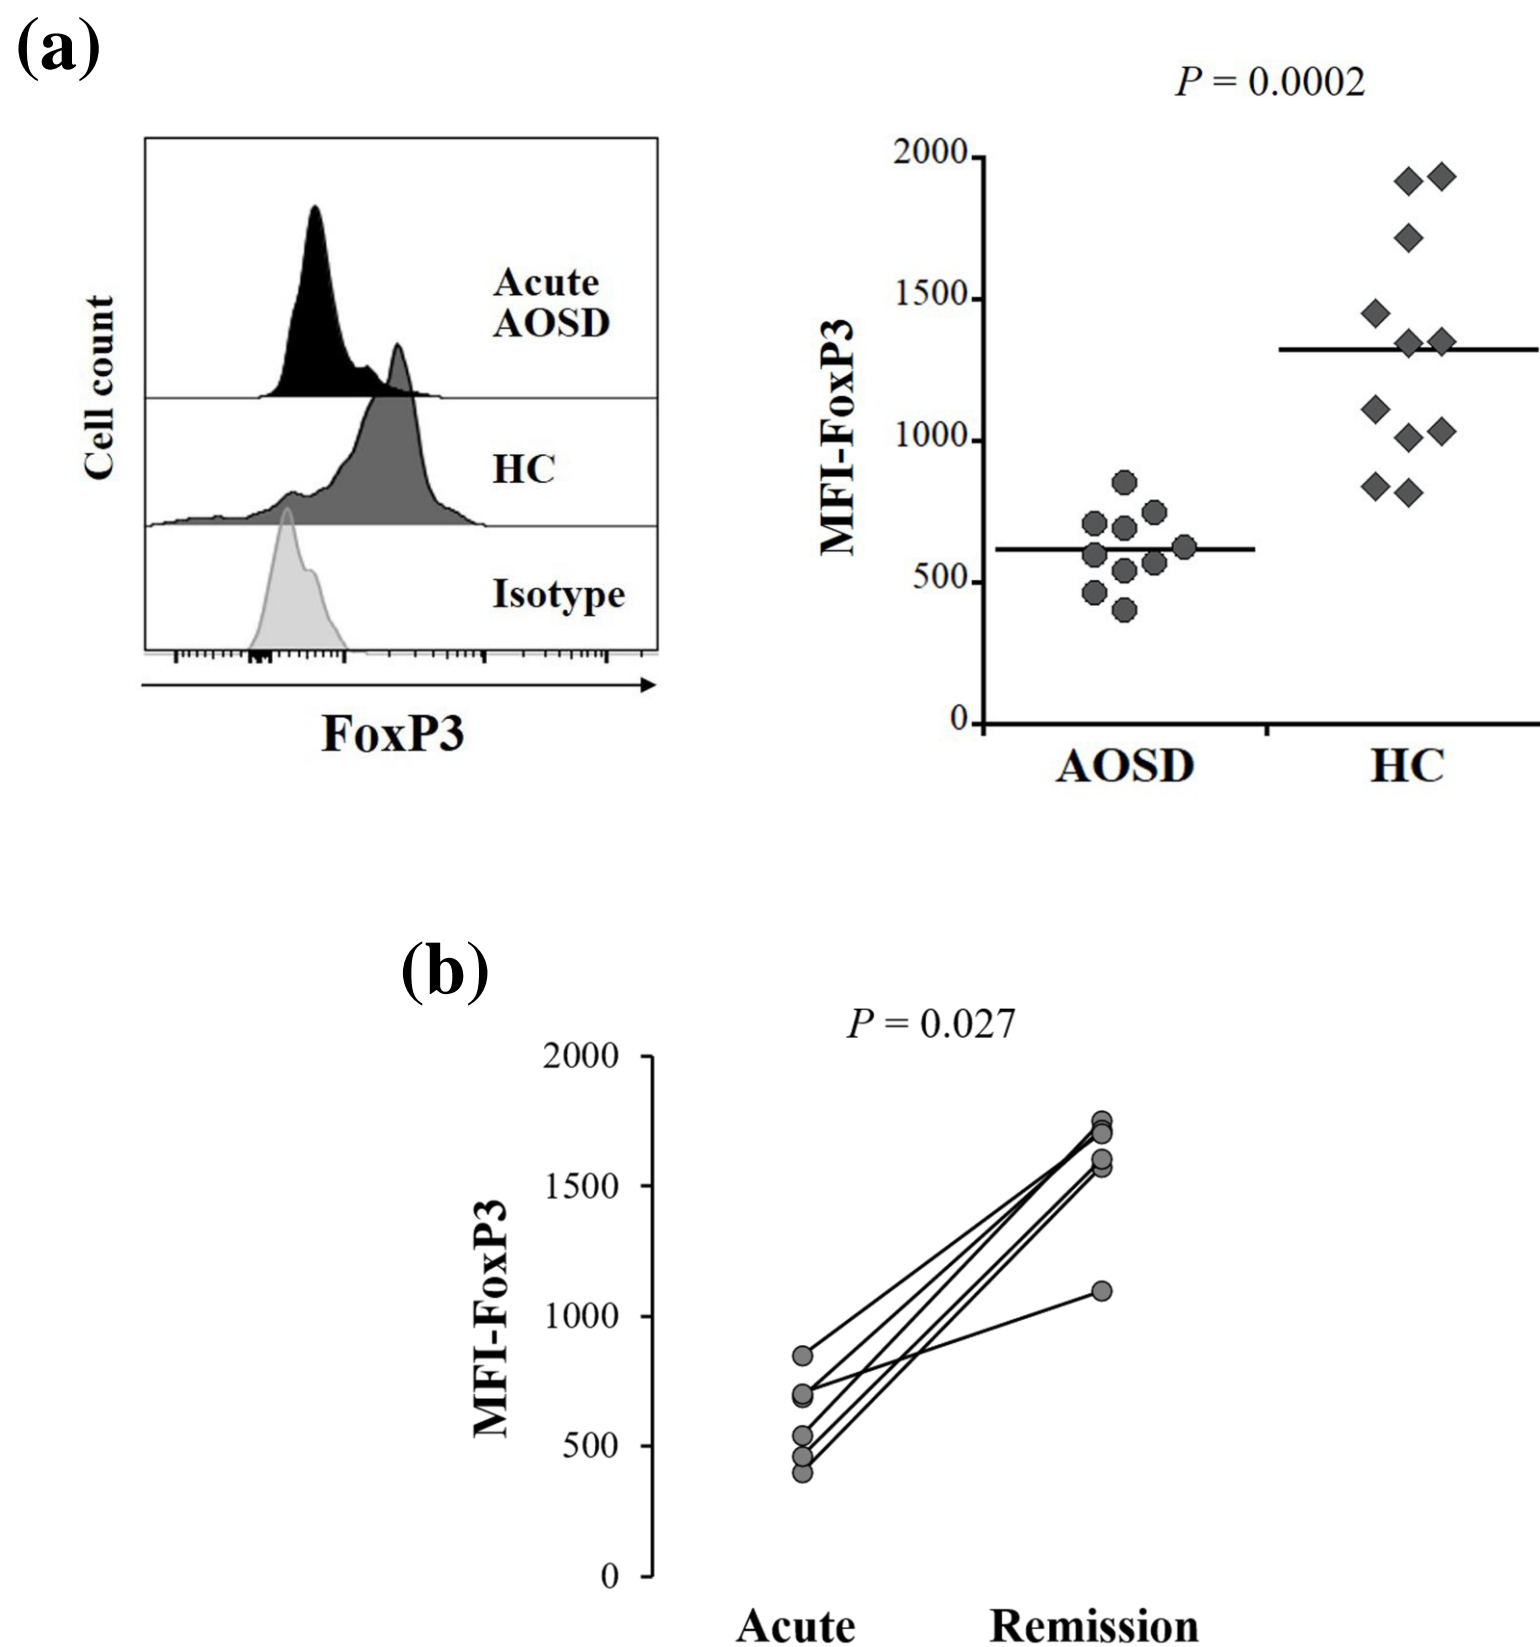 (a)
P = 0.0002
Cell count
Acute
AOSD
HC
Isotype
FoxP3
MFI-FoxP3
2000
1500
1000
500
0
AOSD HC
(b)
P = 0.027
MFI-FoxP3
2000
1500
1000
500
0
Acute Remission